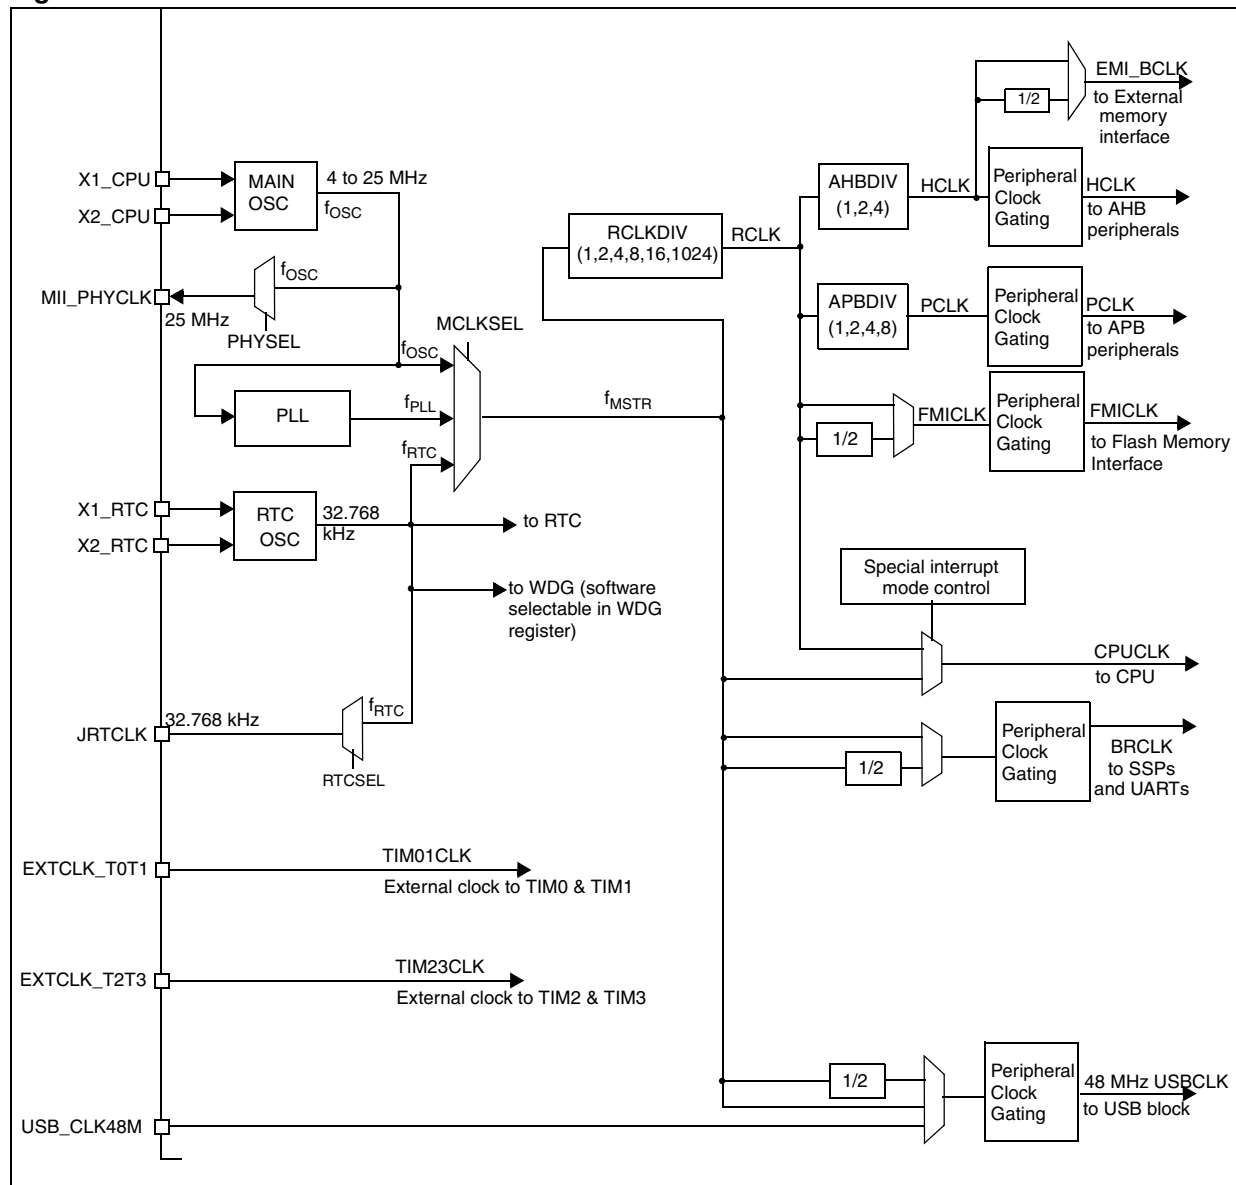 EMI_BCLK
1/2
to External
memory
interface
X1_CPU
MAIN
OSC
4 to 25 MHz
fOSC
X2_CPU
AHBDIV
(1,2,4)
HCLK
Peripheral
Clock
Gating
HCLK
to AHB
peripherals
RCLKDIV
(1,2,4,8,16,1024)
RCLK
MII_PHYCLK
25 MHz
fOSC
PHYSEL
APBDIV
(1,2,4,8)
PCLK
Peripheral
Clock
Gating
PCLK
to APB
peripherals
MCLKSEL
fOSC
PLL
fPLL
fMSTR
fRTC
1/2
FMICLK
Peripheral
Clock
Gating
FMICLK
to Flash Memory
Interface
X1_RTC
RTC
OSC
32.768
kHz
X2_RTC
to RTC
to WDG (software
selectable in WDG
register)
Special interrupt
mode control
CPUCLK
to CPU
JRTCLK
32.768 kHz
fRTC
RTCSEL
1/2
Peripheral
Clock
Gating
BRCLK
to SSPs
and UARTs
EXTCLK_T0T1
TIM01CLK
External clock to TIM0 & TIM1
EXTCLK_T2T3
TIM23CLK
External clock to TIM2 & TIM3
1/2
Peripheral
Clock
Gating
48 MHz USBCLK
to USB block
USB_CLK48M